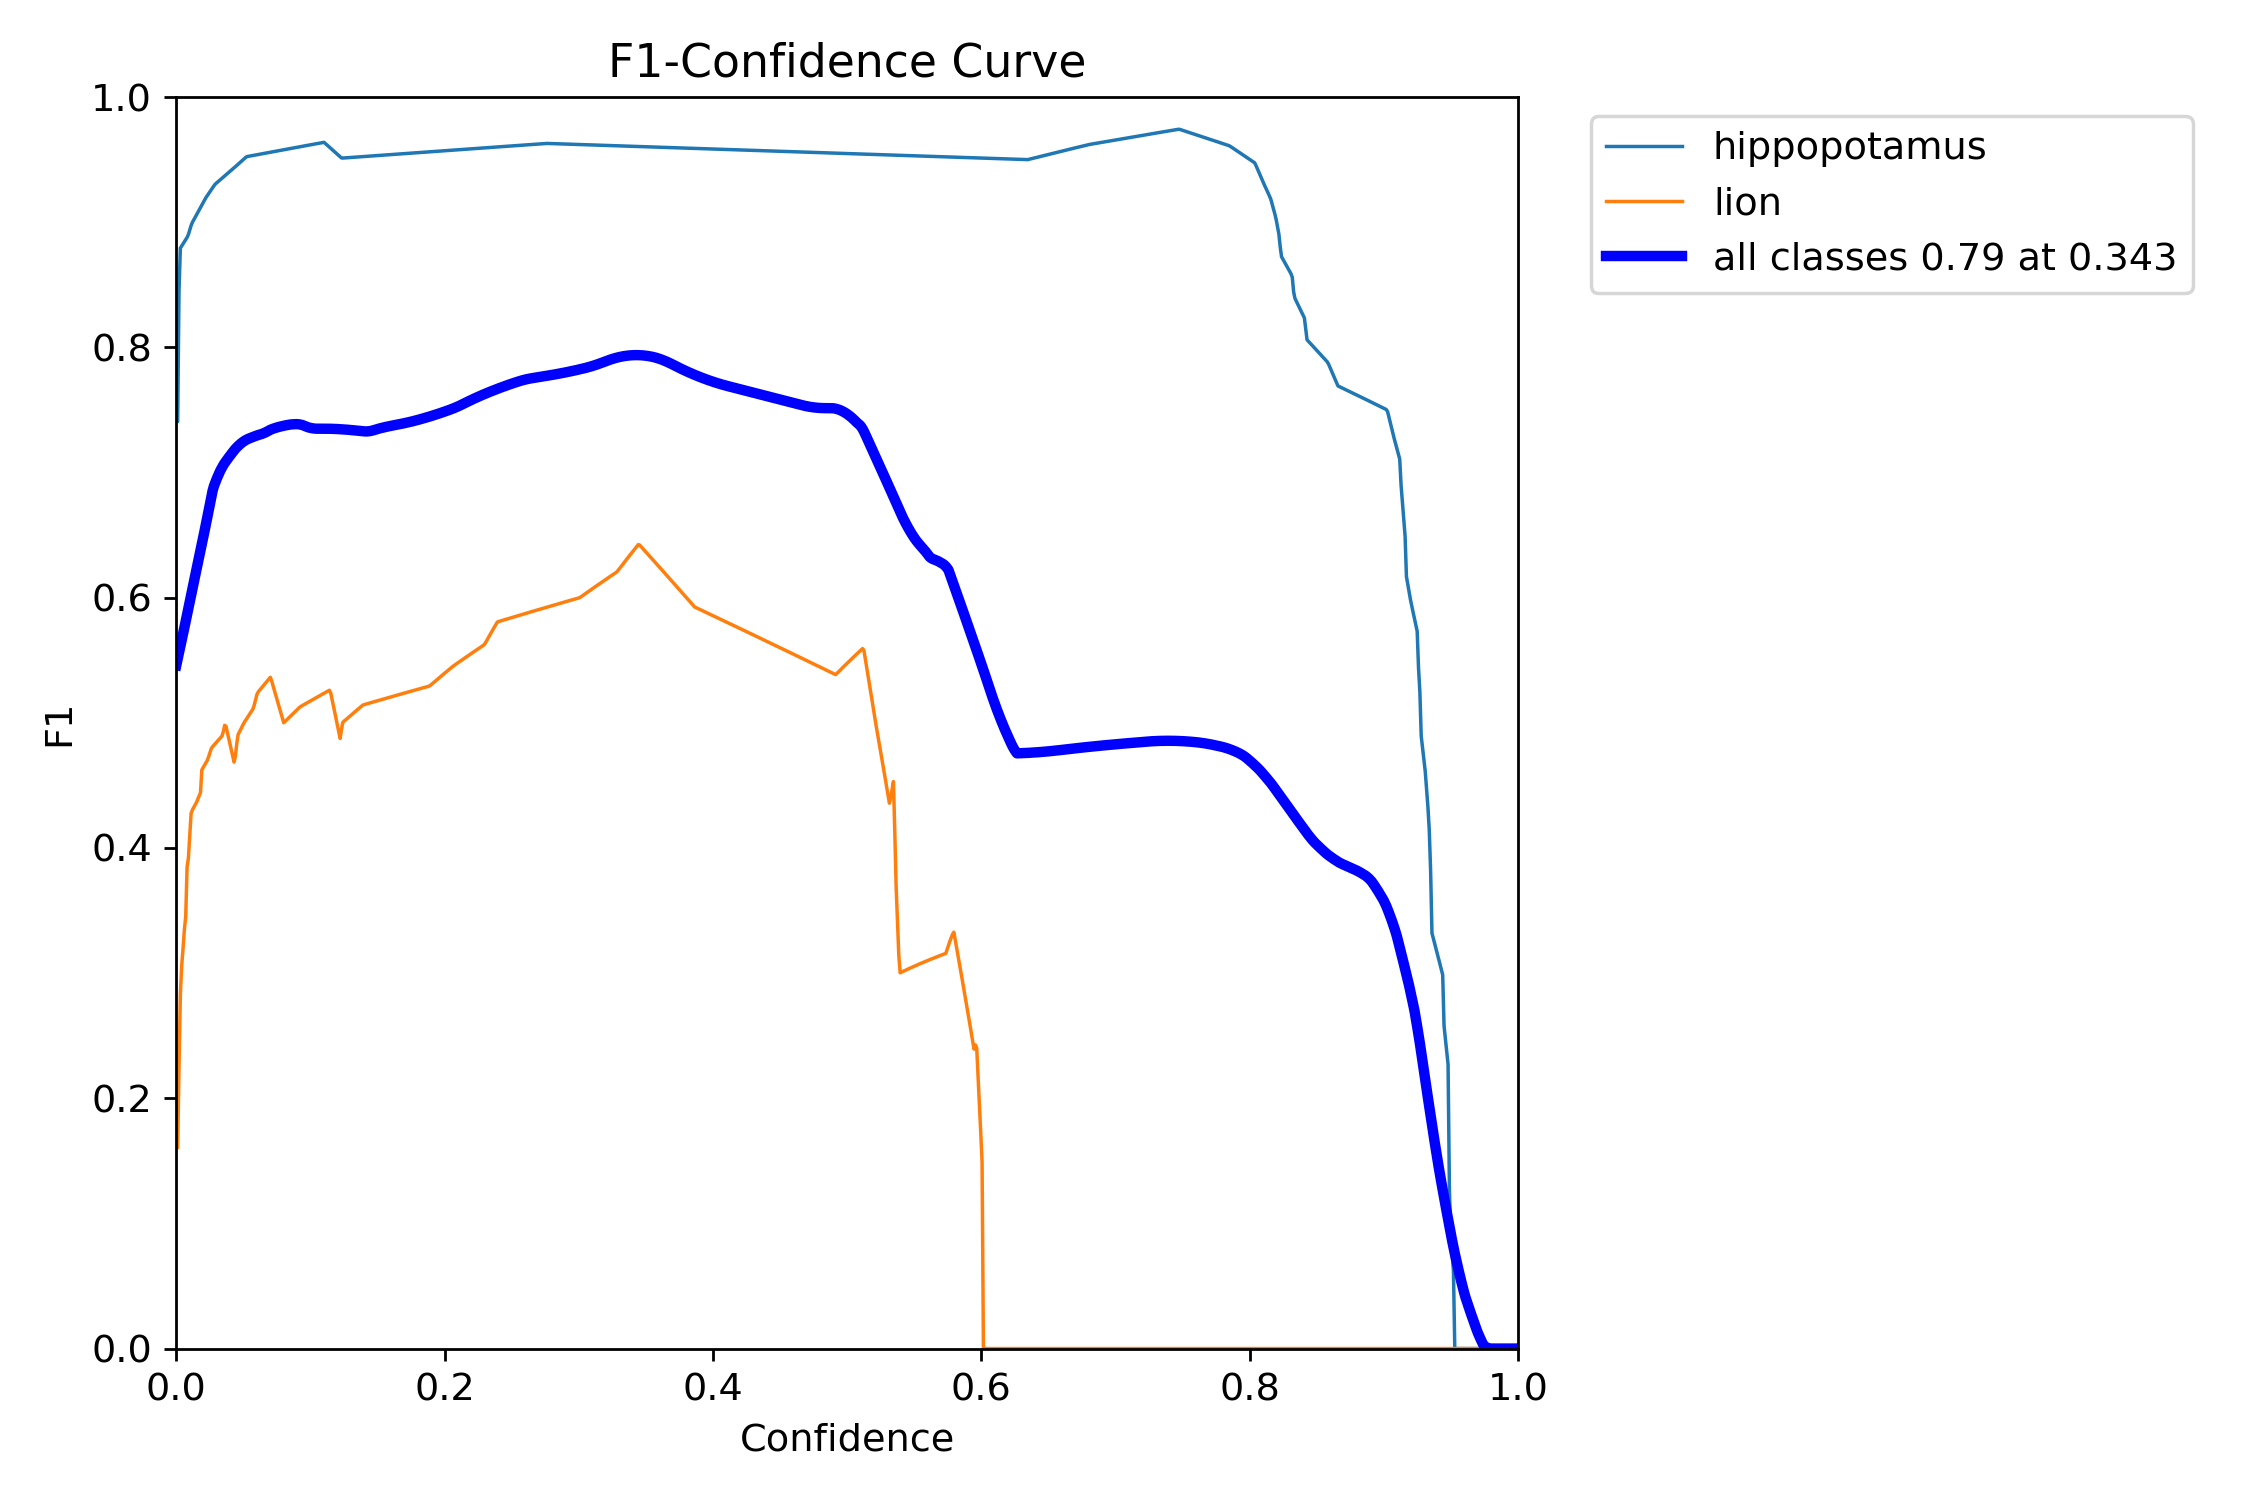 F1-Confidence Curve
hippopotamus
lion
all classes 0.79 at 0.343
F1
1.0
0.8
0.6
0.4
0.2
0.0
0.0 0.2 0.4 0.6 0.8 1.0
Confidence